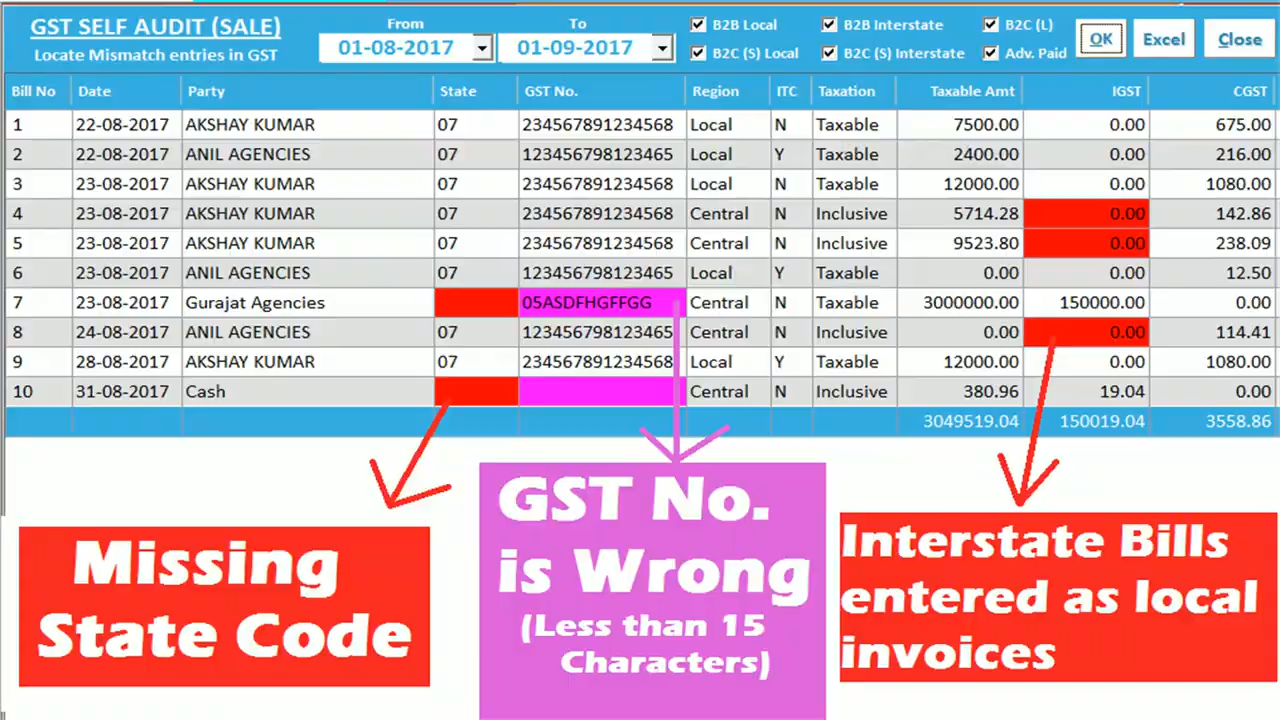 GST SELF AUDIT (SALE)
Locate Mismatch entries in GST
From To
01-08-2017 01-09-2017
B2B Local B2B Interstate B2C (L)
B2C (S) Local B2C (S) Interstate Adv. Paid
OK Excel Close
Bill No Date Party State GST No. Region ITC Taxation Taxable Amt IGST CGST
1 22-08-2017 AKSHAY KUMAR 07 234567891234568 Local N Taxable 7500.00 0.00 675.00
2 22-08-2017 ANIL AGENCIES 07 123456798123465 Local Y Taxable 2400.00 0.00 216.00
3 23-08-2017 AKSHAY KUMAR 07 234567891234568 Local N Taxable 12000.00 0.00 1080.00
4 23-08-2017 AKSHAY KUMAR 07 234567891234568 Central N Inclusive 5714.28 0.00 142.86
5 23-08-2017 AKSHAY KUMAR 07 234567891234568 Central N Inclusive 9523.80 0.00 238.09
6 23-08-2017 ANIL AGENCIES 07 123456798123465 Local Y Taxable 0.00 0.00 12.50
7 23-08-2017 Gurajat Agencies 05ASDFHGFFGG Central N Taxable 3000000.00 150000.00 0.00
8 24-08-2017 ANIL AGENCIES 07 123456798123465 Central N Inclusive 0.00 0.00 114.41
9 28-08-2017 AKSHAY KUMAR 07 234567891234568 Local Y Taxable 12000.00 0.00 1080.00
10 31-08-2017 Cash Central N Inclusive 380.96 19.04 0.00
3049519.04 150019.04 3558.86
Missing
State Code
GST No.
is Wrong
(Less than 15
Characters)
Interstate Bills
entered as local
invoices